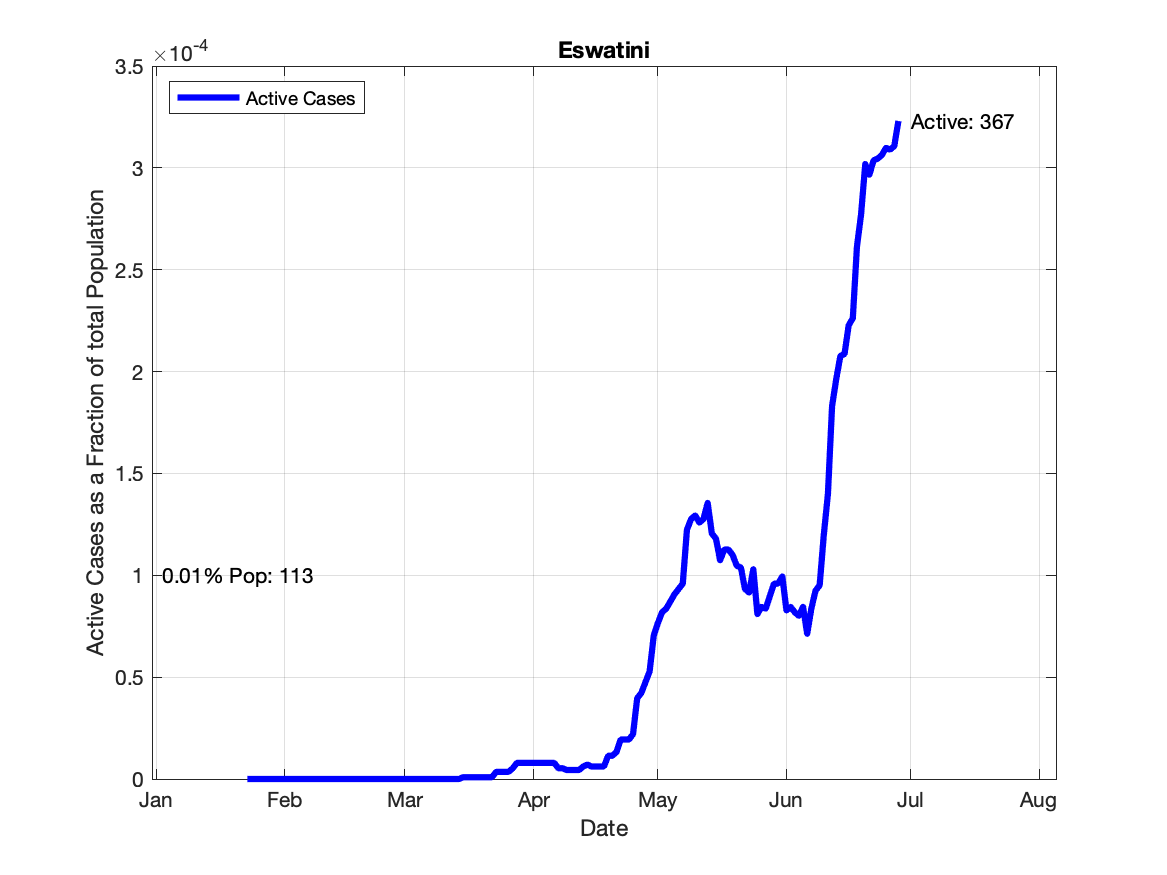 Eswatini
×10⁻⁴
3.5
3
2.5
2
1.5
1
0.5
0
Active Cases
Active: 367
0.01% Pop: 113
Active Cases as a Fraction of total Population
Jan Feb Mar Apr May Jun Jul Aug
Date